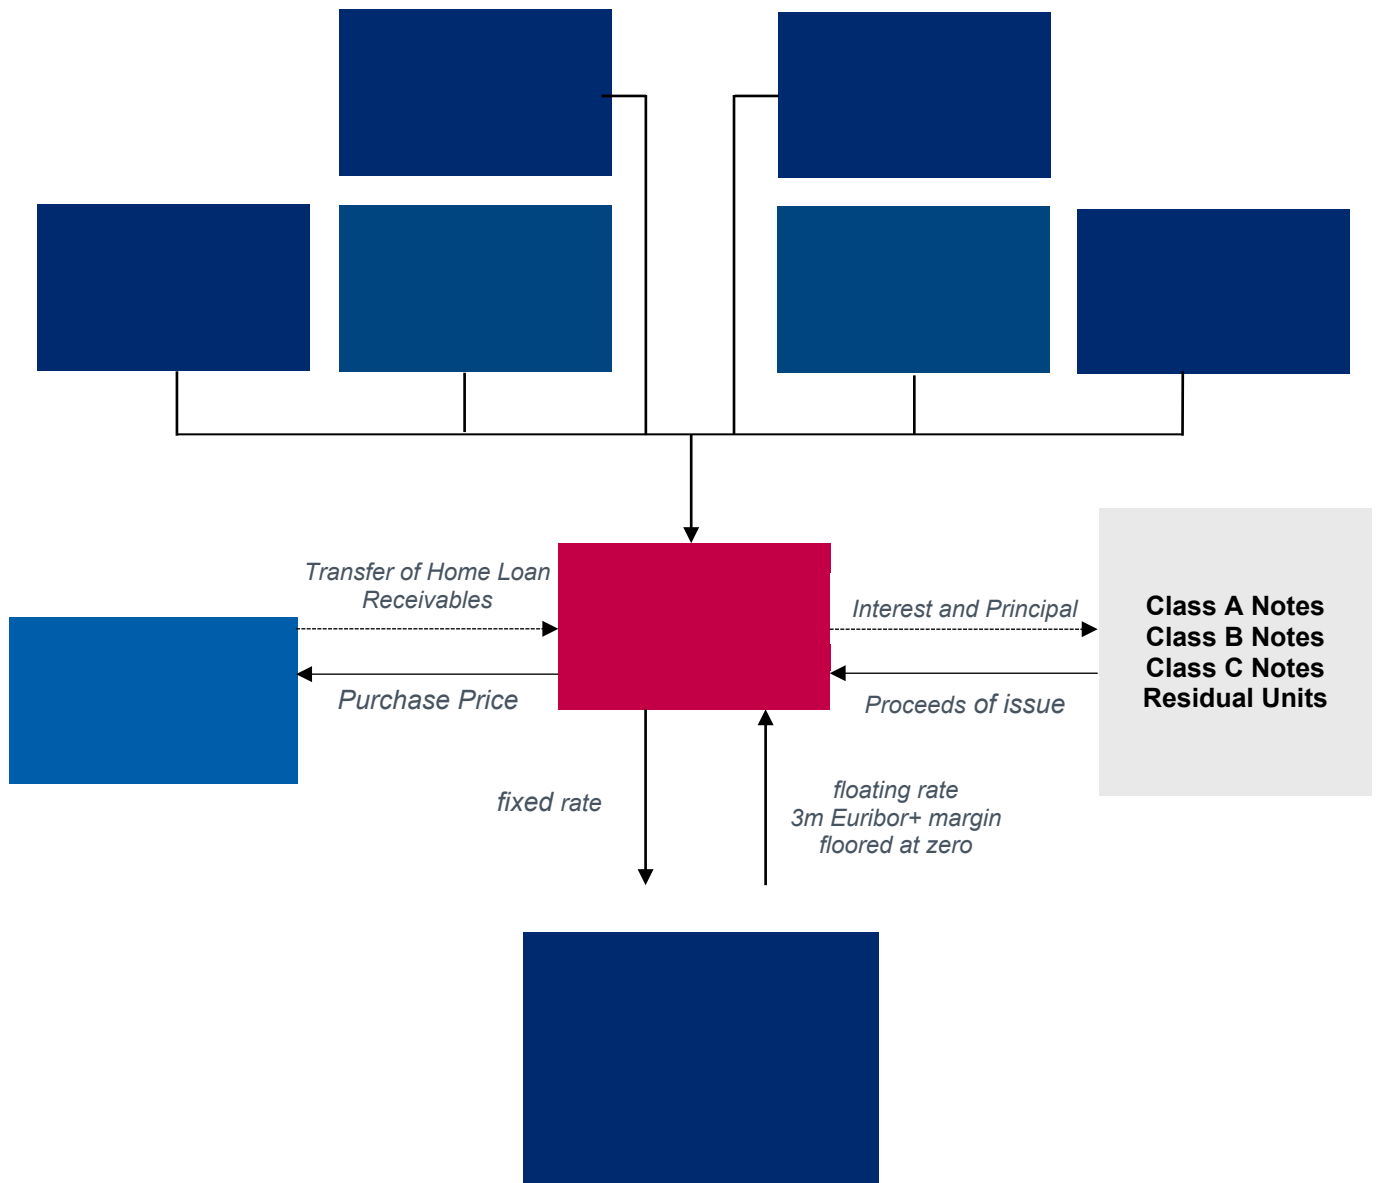 Transfer of Home Loan
Receivables
Purchase Price
Interest and Principal
Proceeds of issue
Class A Notes
Class B Notes
Class C Notes
Residual Units
fixed rate
floating rate
3m Euribor+ margin
floored at zero